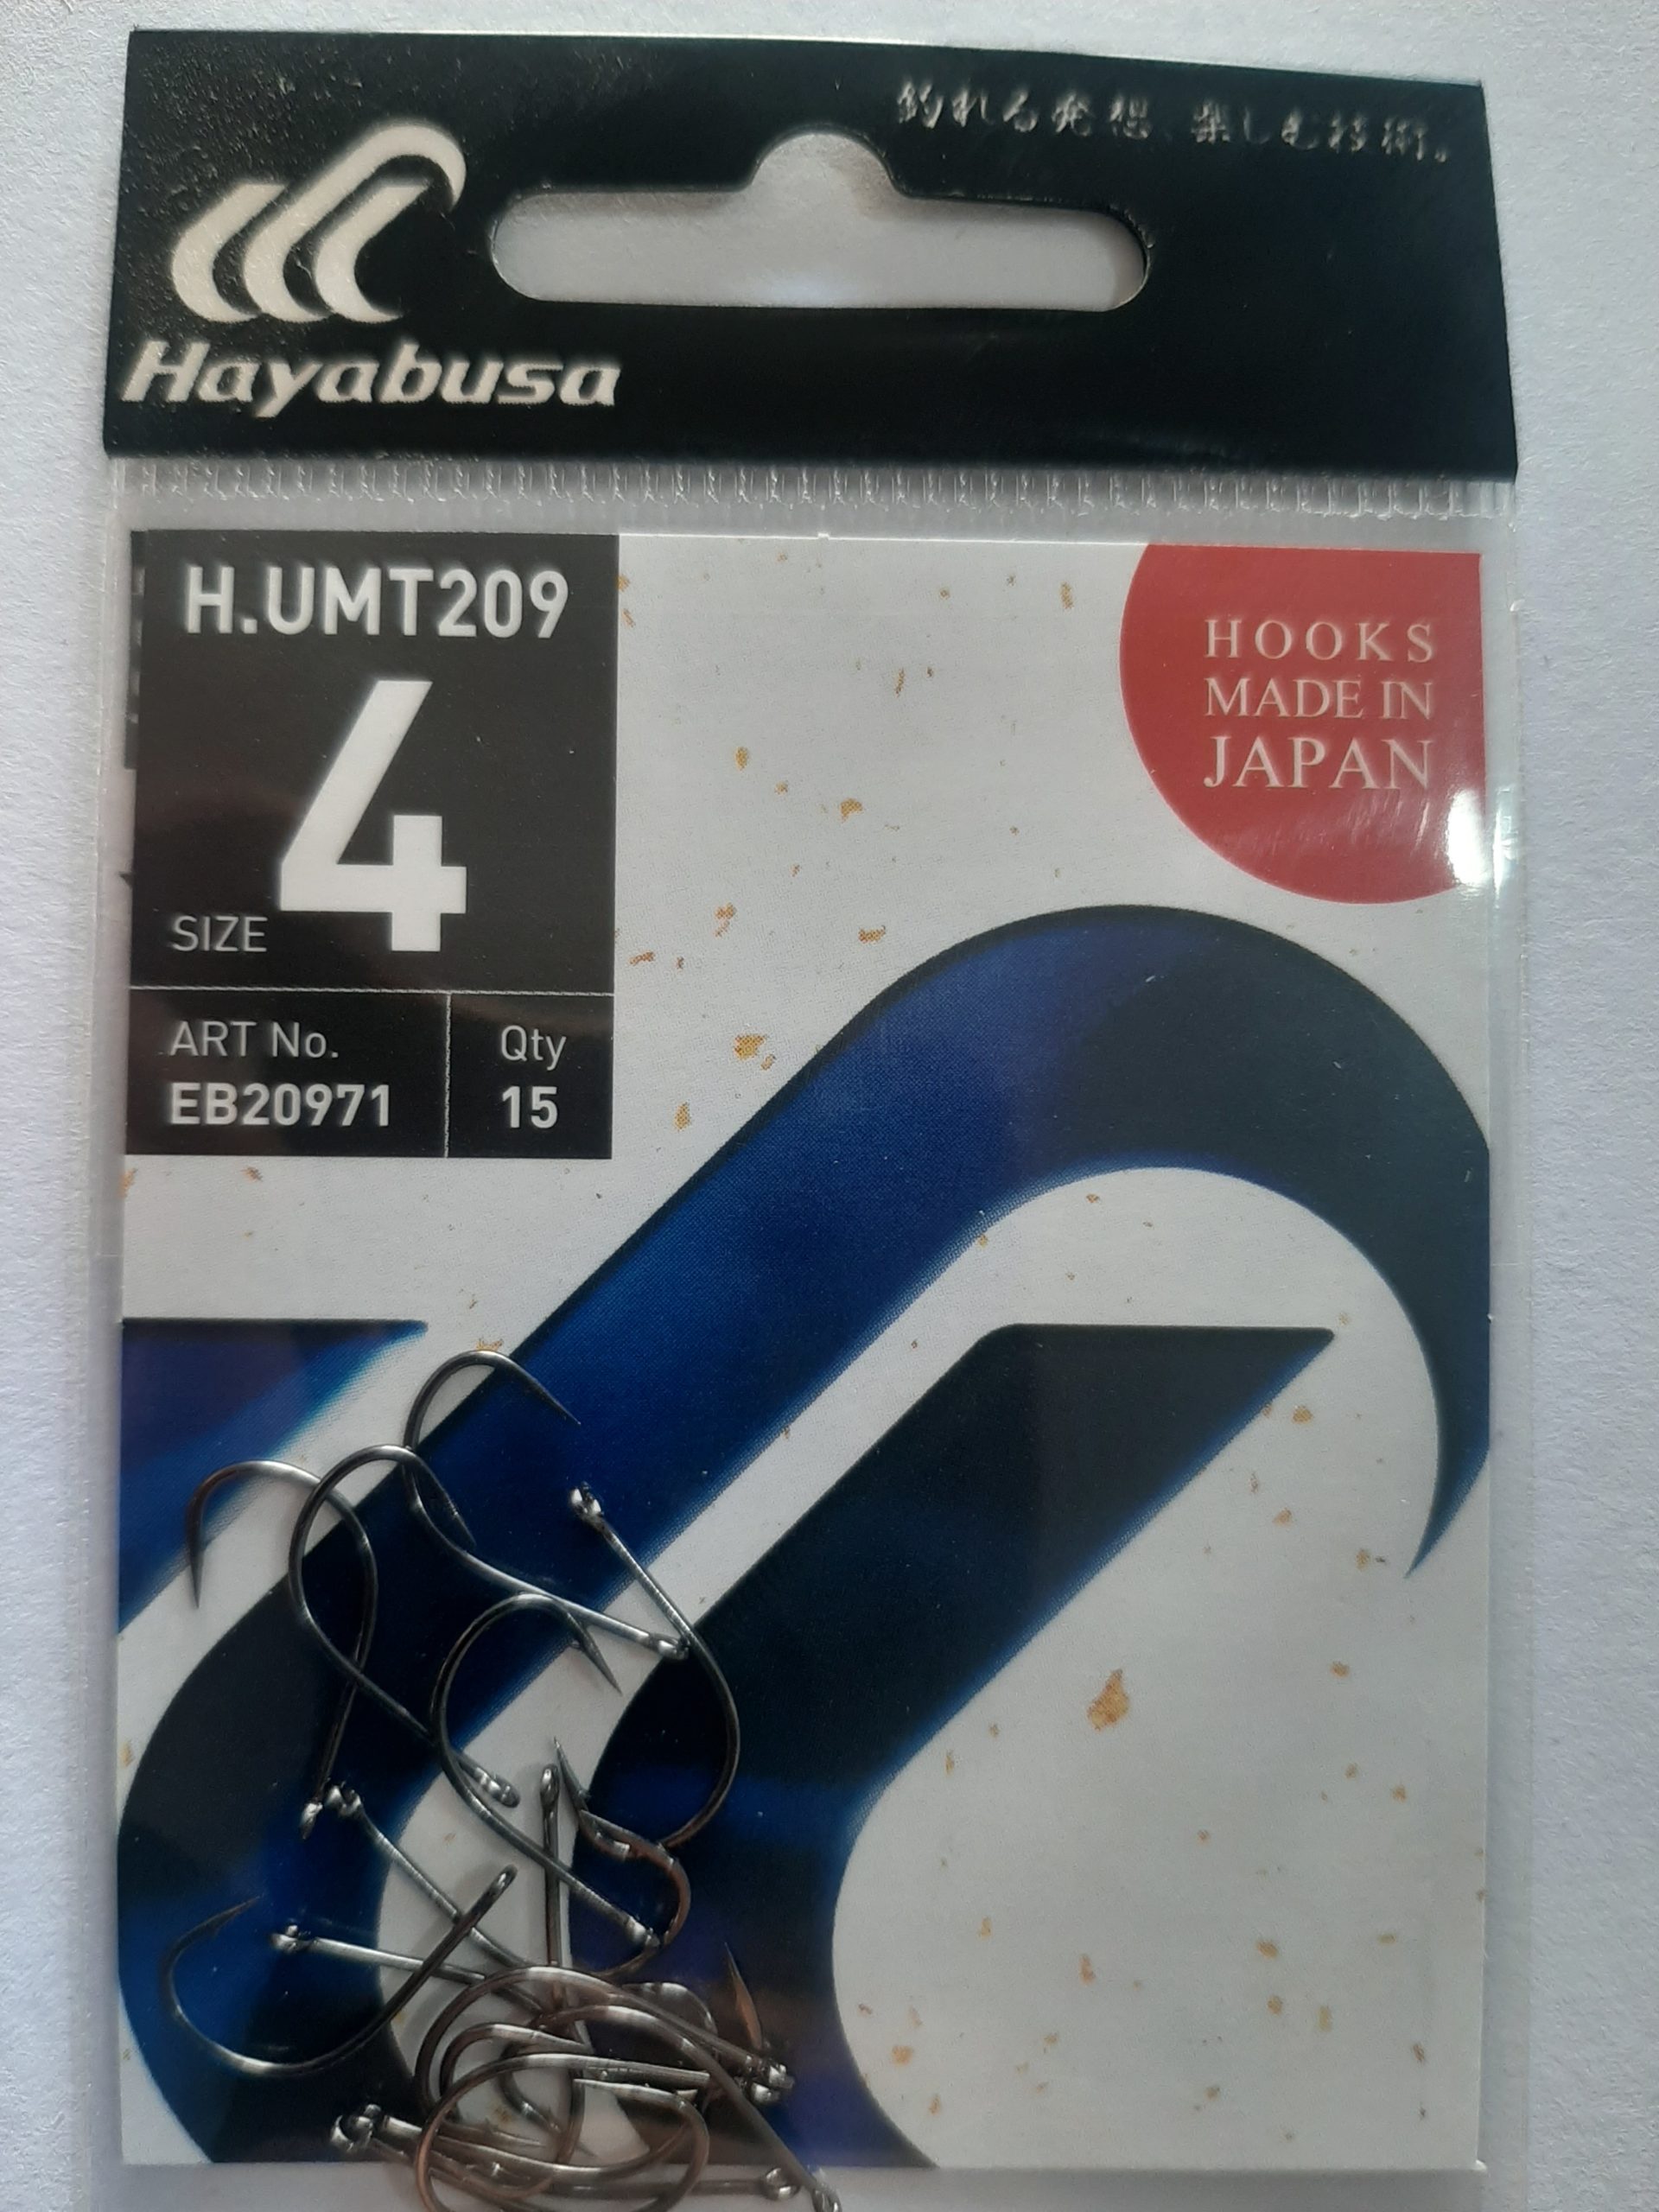 釣れる発想、楽しむ技術。
Hayabusa
H.UMT209
SIZE 4
ART No.
EB20971
Qty
15
HOOKS
MADE IN
JAPAN